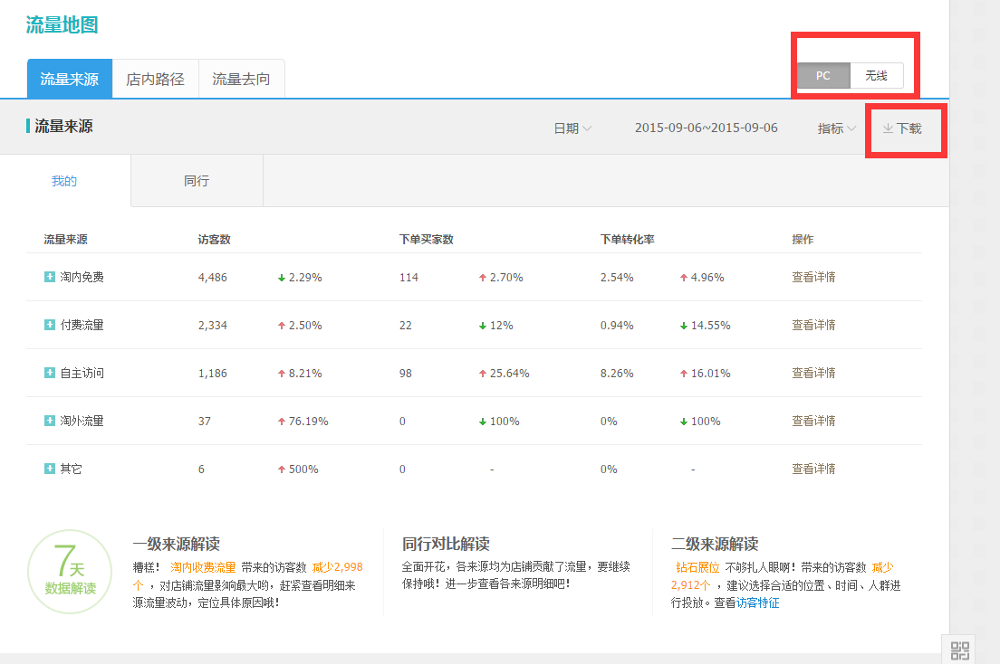 流量地图
流量来源 店内路径 流量去向 PC 无线
流量来源 日期 2015-09-06~2015-09-06 指标 下载
我的 同行
流量来源 访客数 下单买家数 下单转化率 操作
淘内免费 4,486 2.29% 114 2.70% 2.54% 4.96% 查看详情
付费流量 2,334 2.50% 22 12% 0.94% 14.55% 查看详情
自主访问 1,186 8.21% 98 25.64% 8.26% 16.01% 查看详情
淘外流量 37 76.19% 0 100% 0% 100% 查看详情
其它 6 500% 0 - 0% - 查看详情
7天
数据解读
一级来源解读
糟糕！ 淘内收费流量 带来的访客数 减少2,998
个 ，对店铺流量影响最大哟，赶紧查看明细来
源流量波动，定位具体原因哦！
同行对比解读
全面开花，各来源均为店铺贡献了流量，要继续
保持哦！进一步查看各来源明细吧！
二级来源解读
钻石展位 不够扎人眼啊！带来的访客数 减少
2,912个 ，建议选择合适的位置、时间、人群进
行投放。查看访客特征